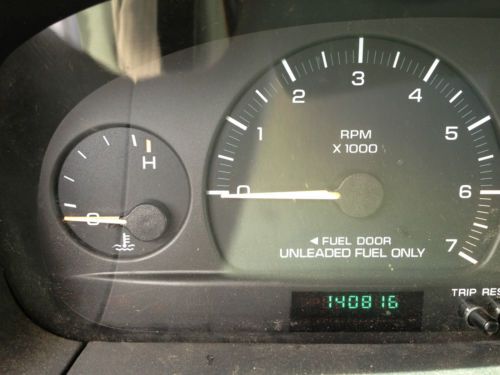 H
C
0
1
2
3
4
5
6
7
RPM
X 1000
◄ FUEL DOOR
UNLEADED FUEL ONLY
140816
TRIP RES